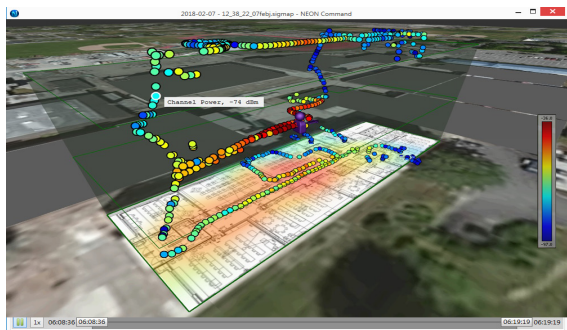 2018-02-07 - 12_38_22_07febj.sigmap - NEON Command
Channel Power, -74 dBm
1x 06:08:36 06:08:36 06:19:19 06:19:19